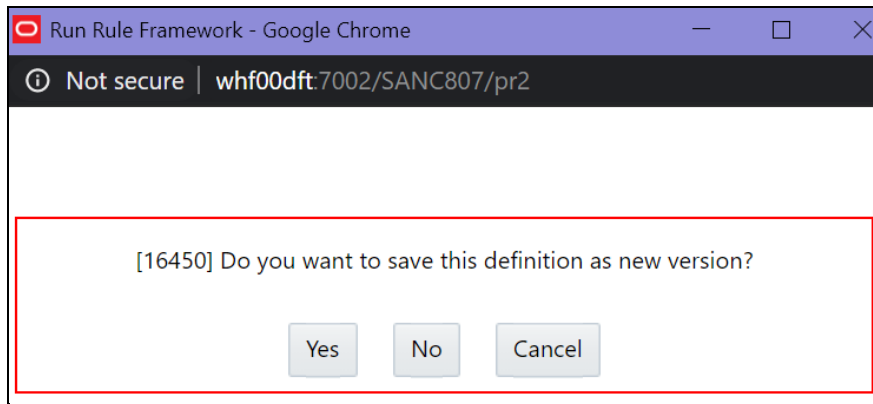 Run Rule Framework - Google Chrome
Not secure | whf00dft:7002/SANC807/pr2
[16450] Do you want to save this definition as new version?
Yes No Cancel